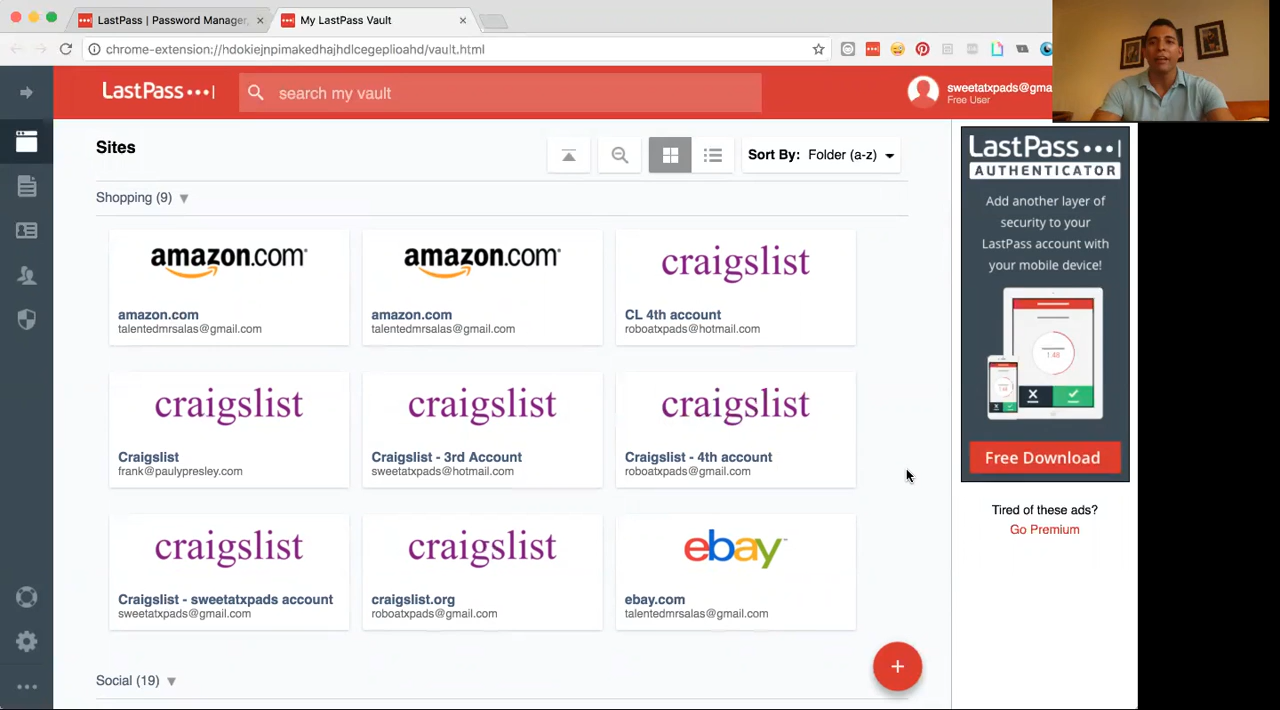 LastPass | Password Manager,
My LastPass Vault
chrome-extension://hdokiejnpimakedhajhdlcegeplioahd/vault.html
LastPass
search my vault
sweetatxpads@gma
Free User
Sites
Sort By: Folder (a-z)
Shopping (9)
amazon.com
amazon.com
talentedmrsalas@gmail.com
amazon.com
amazon.com
talentedmrsalas@gmail.com
craigslist
CL 4th account
roboatxpads@hotmail.com
craigslist
Craigslist
frank@paulypresley.com
craigslist
Craigslist - 3rd Account
sweetatxpads@hotmail.com
craigslist
Craigslist - 4th account
roboatxpads@gmail.com
craigslist
Craigslist - sweetatxpads account
sweetatxpads@gmail.com
craigslist
craigslist.org
roboatxpads@gmail.com
ebay
ebay.com
talentedmrsalas@gmail.com
Social (19)
LastPass
AUTHENTICATOR
Add another layer of
security to your
LastPass account with
your mobile device!
1:48
Free Download
Tired of these ads?
Go Premium